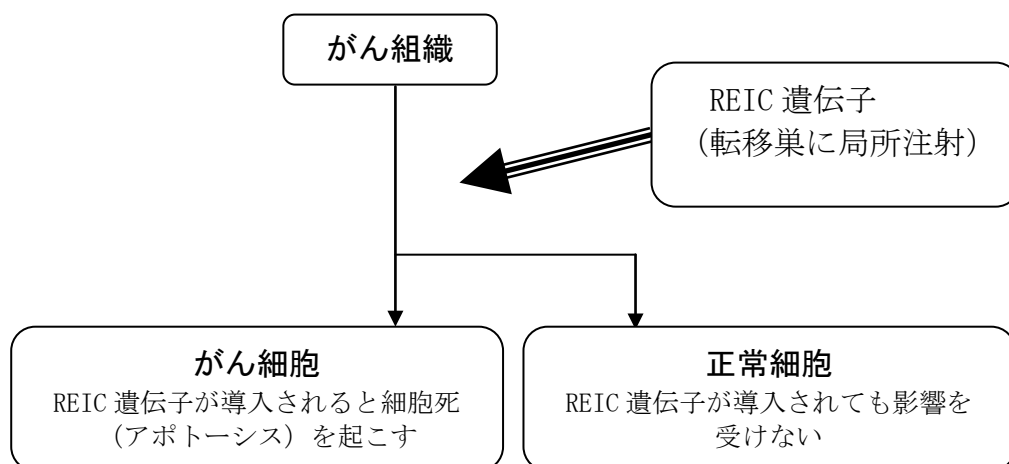 がん組織
REIC 遺伝子
（転移巣に局所注射）
がん細胞
REIC 遺伝子が導入されると細胞死
（アポトーシス）を起こす
正常細胞
REIC 遺伝子が導入されても影響を
受けない